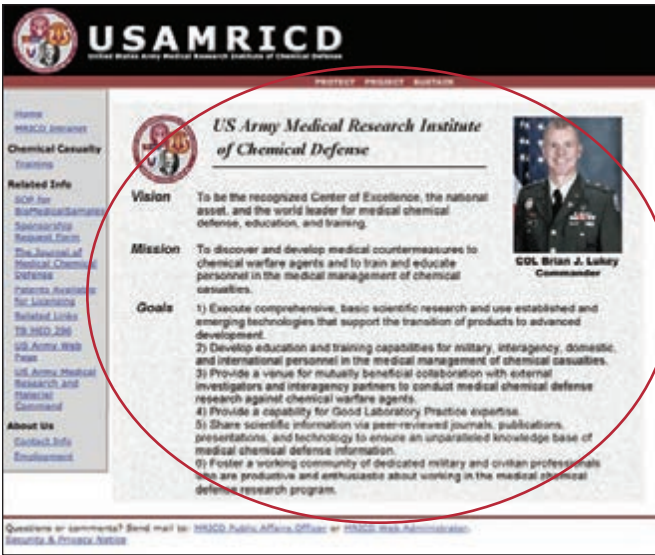 USAMRICD
United States Army Medical Research Institute of Chemical Defense
PROTECT PROJECT SUSTAIN
Home
MRICD Intranet
Chemical Casualty
Training
Related Info
SOP for
BioMedicalSamples
Sponsorship
Request Form
The Journal of
Medical Chemical
Defense
Patents Available
for Licensing
Related Links
TB MED 296
US Army Web
Page
US Army Medical
Research and
Materiel
Command
About Us
Contact Info
Employment
US Army Medical Research Institute
of Chemical Defense
COL Brian J. Lukey
Commander
Vision
To be the recognized Center of Excellence, the national
asset, and the world leader for medical chemical
defense, education, and training.
Mission
To discover and develop medical countermeasures to
chemical warfare agents and to train and educate
personnel in the medical management of chemical
casualties.
Goals
1) Execute comprehensive, basic scientific research and use established and
emerging technologies that support the transition of products to advanced
development.
2) Develop education and training capabilities for military, interagency, domestic,
and international personnel in the medical management of chemical casualties.
3) Provide a venue for mutually beneficial collaboration with external
investigators and interagency partners to conduct medical chemical defense
research against chemical warfare agents.
4) Provide a capability for Good Laboratory Practice expertise.
5) Share scientific information via peer-reviewed journals, publications,
presentations, and technology to ensure an unparalleled knowledge base of
medical chemical defense information.
6) Foster a working community of dedicated military and civilian professionals
who are productive and enthusiastic about working in the medical chemical
defense research program.
Questions or comments? Send mail to: MRICD Public Affairs Officer or MRICD Web Administrator.
Security & Privacy Notice